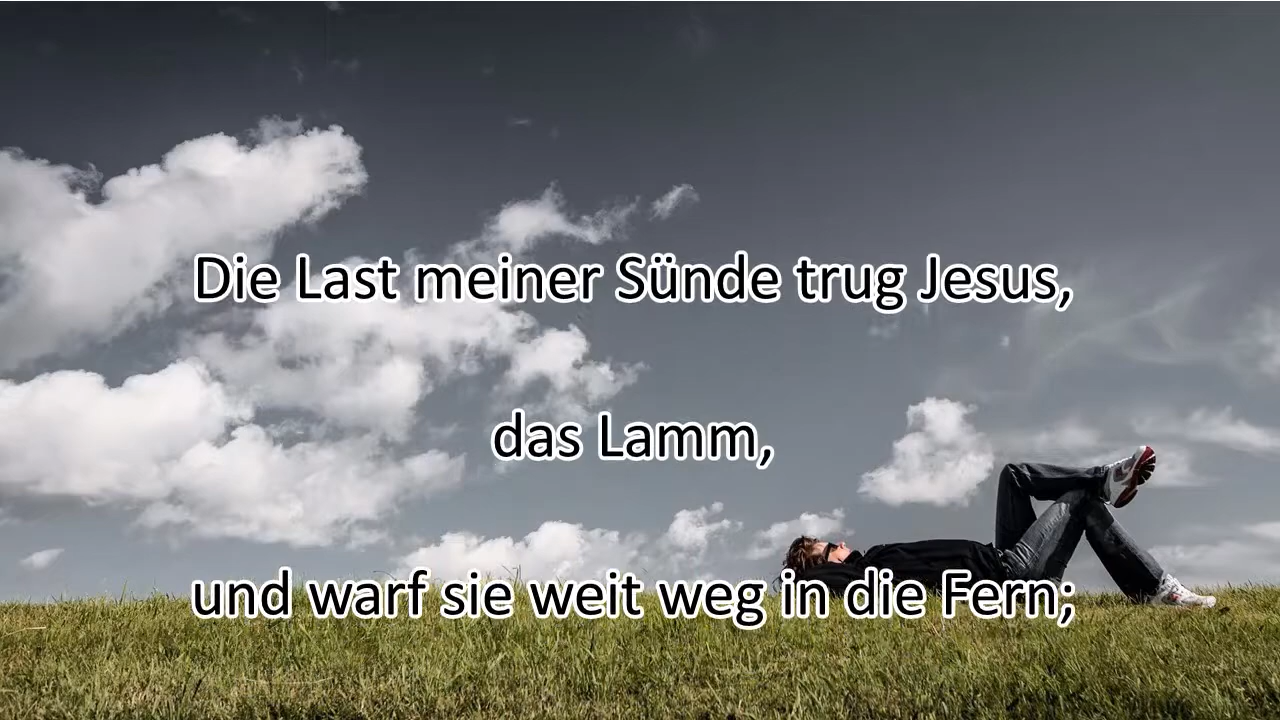 Die Last meiner Sünde trug Jesus,
das Lamm,
und warf sie weit weg in die Fern;